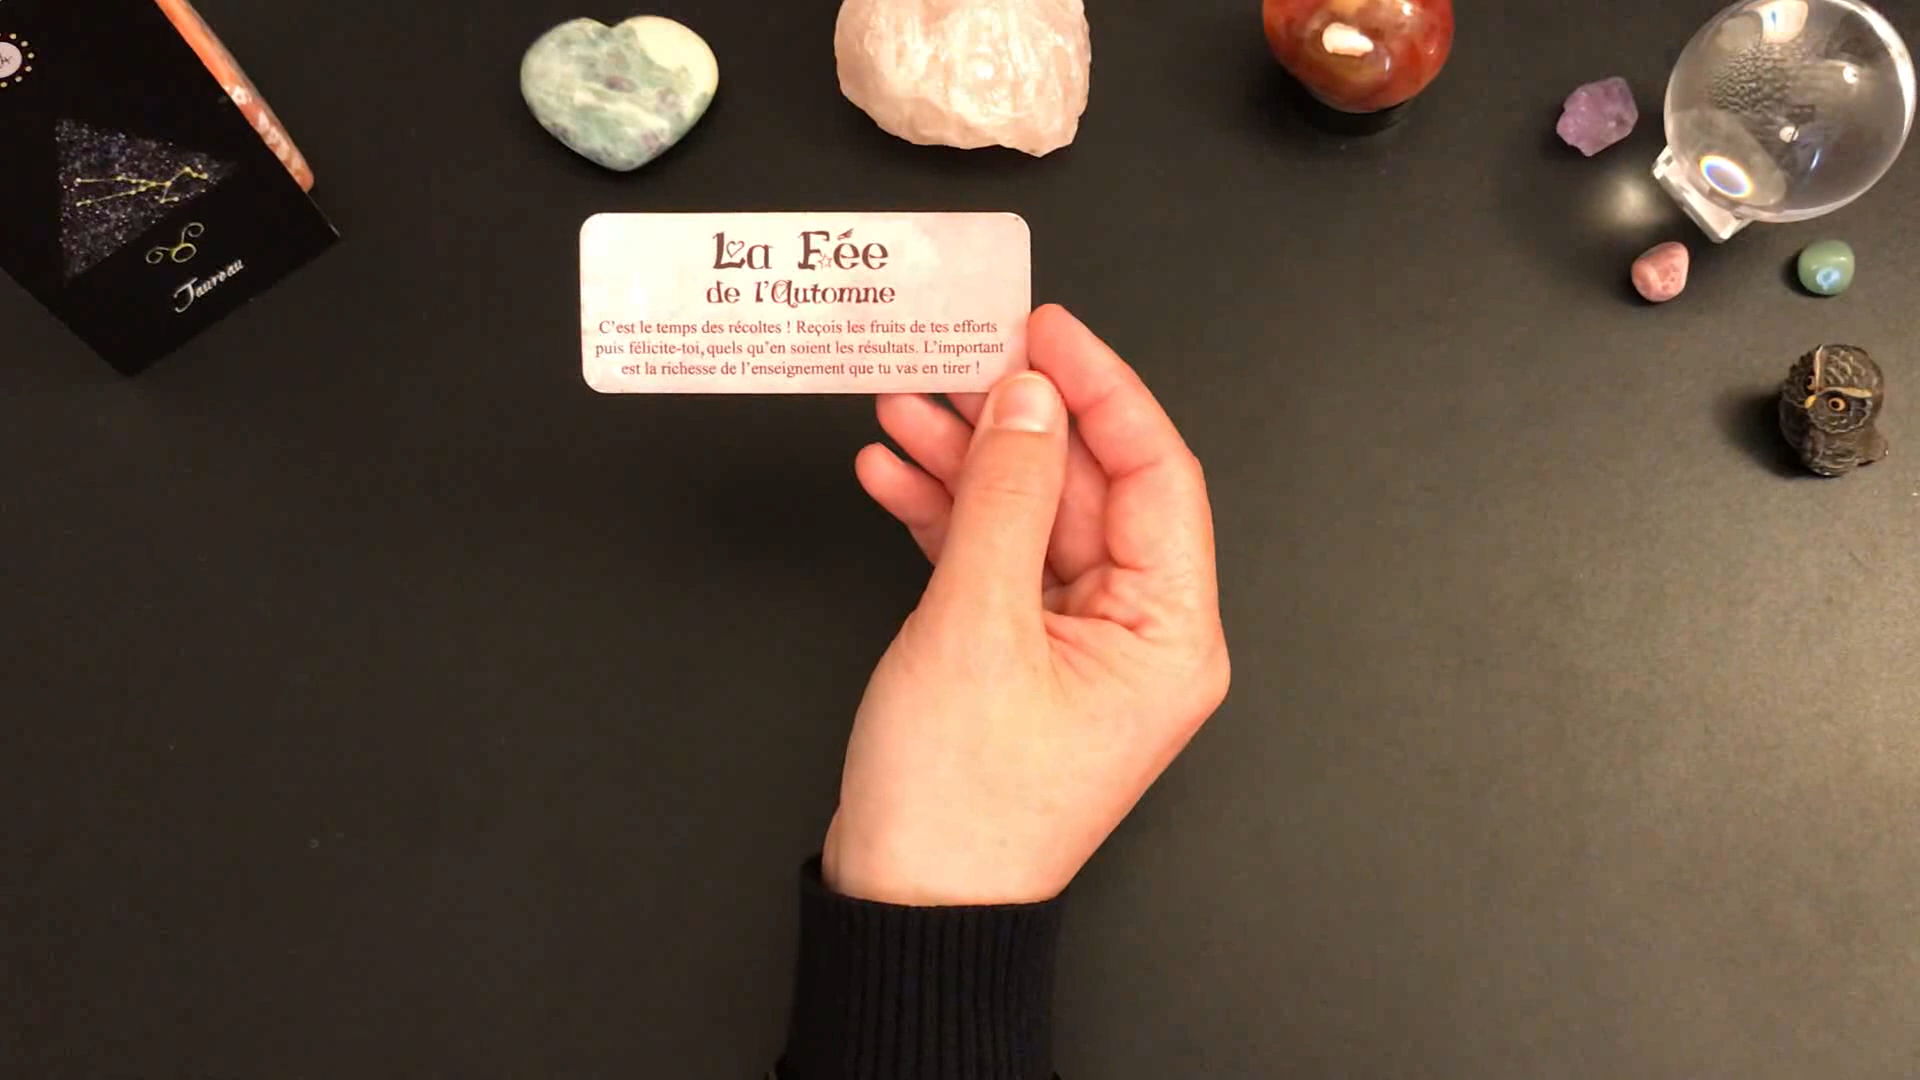 La Fée
de l'Automne
C'est le temps des récoltes ! Reçois les fruits de tes efforts
puis félicite-toi, quels qu'en soient les résultats. L'important
est la richesse de l'enseignement que tu vas en tirer !
Taureau